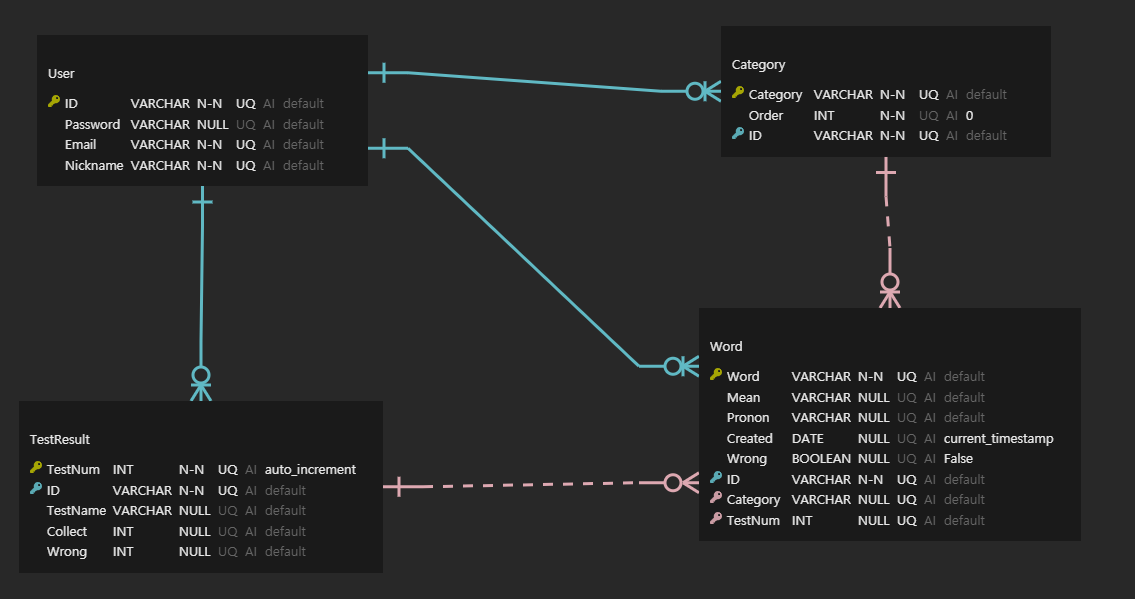 User
ID VARCHAR N-N UQ AI default
Password VARCHAR NULL UQ AI default
Email VARCHAR N-N UQ AI default
Nickname VARCHAR N-N UQ AI default
Category
Category VARCHAR N-N UQ AI default
Order INT N-N UQ AI 0
ID VARCHAR N-N UQ AI default
Word
Word VARCHAR N-N UQ AI default
Mean VARCHAR NULL UQ AI default
Pronon VARCHAR NULL UQ AI default
Created DATE NULL UQ AI current_timestamp
Wrong BOOLEAN NULL UQ AI False
ID VARCHAR N-N UQ AI default
Category VARCHAR NULL UQ AI default
TestNum INT NULL UQ AI default
TestResult
TestNum INT N-N UQ AI auto_increment
ID VARCHAR N-N UQ AI default
TestName VARCHAR NULL UQ AI default
Collect INT NULL UQ AI default
Wrong INT NULL UQ AI default